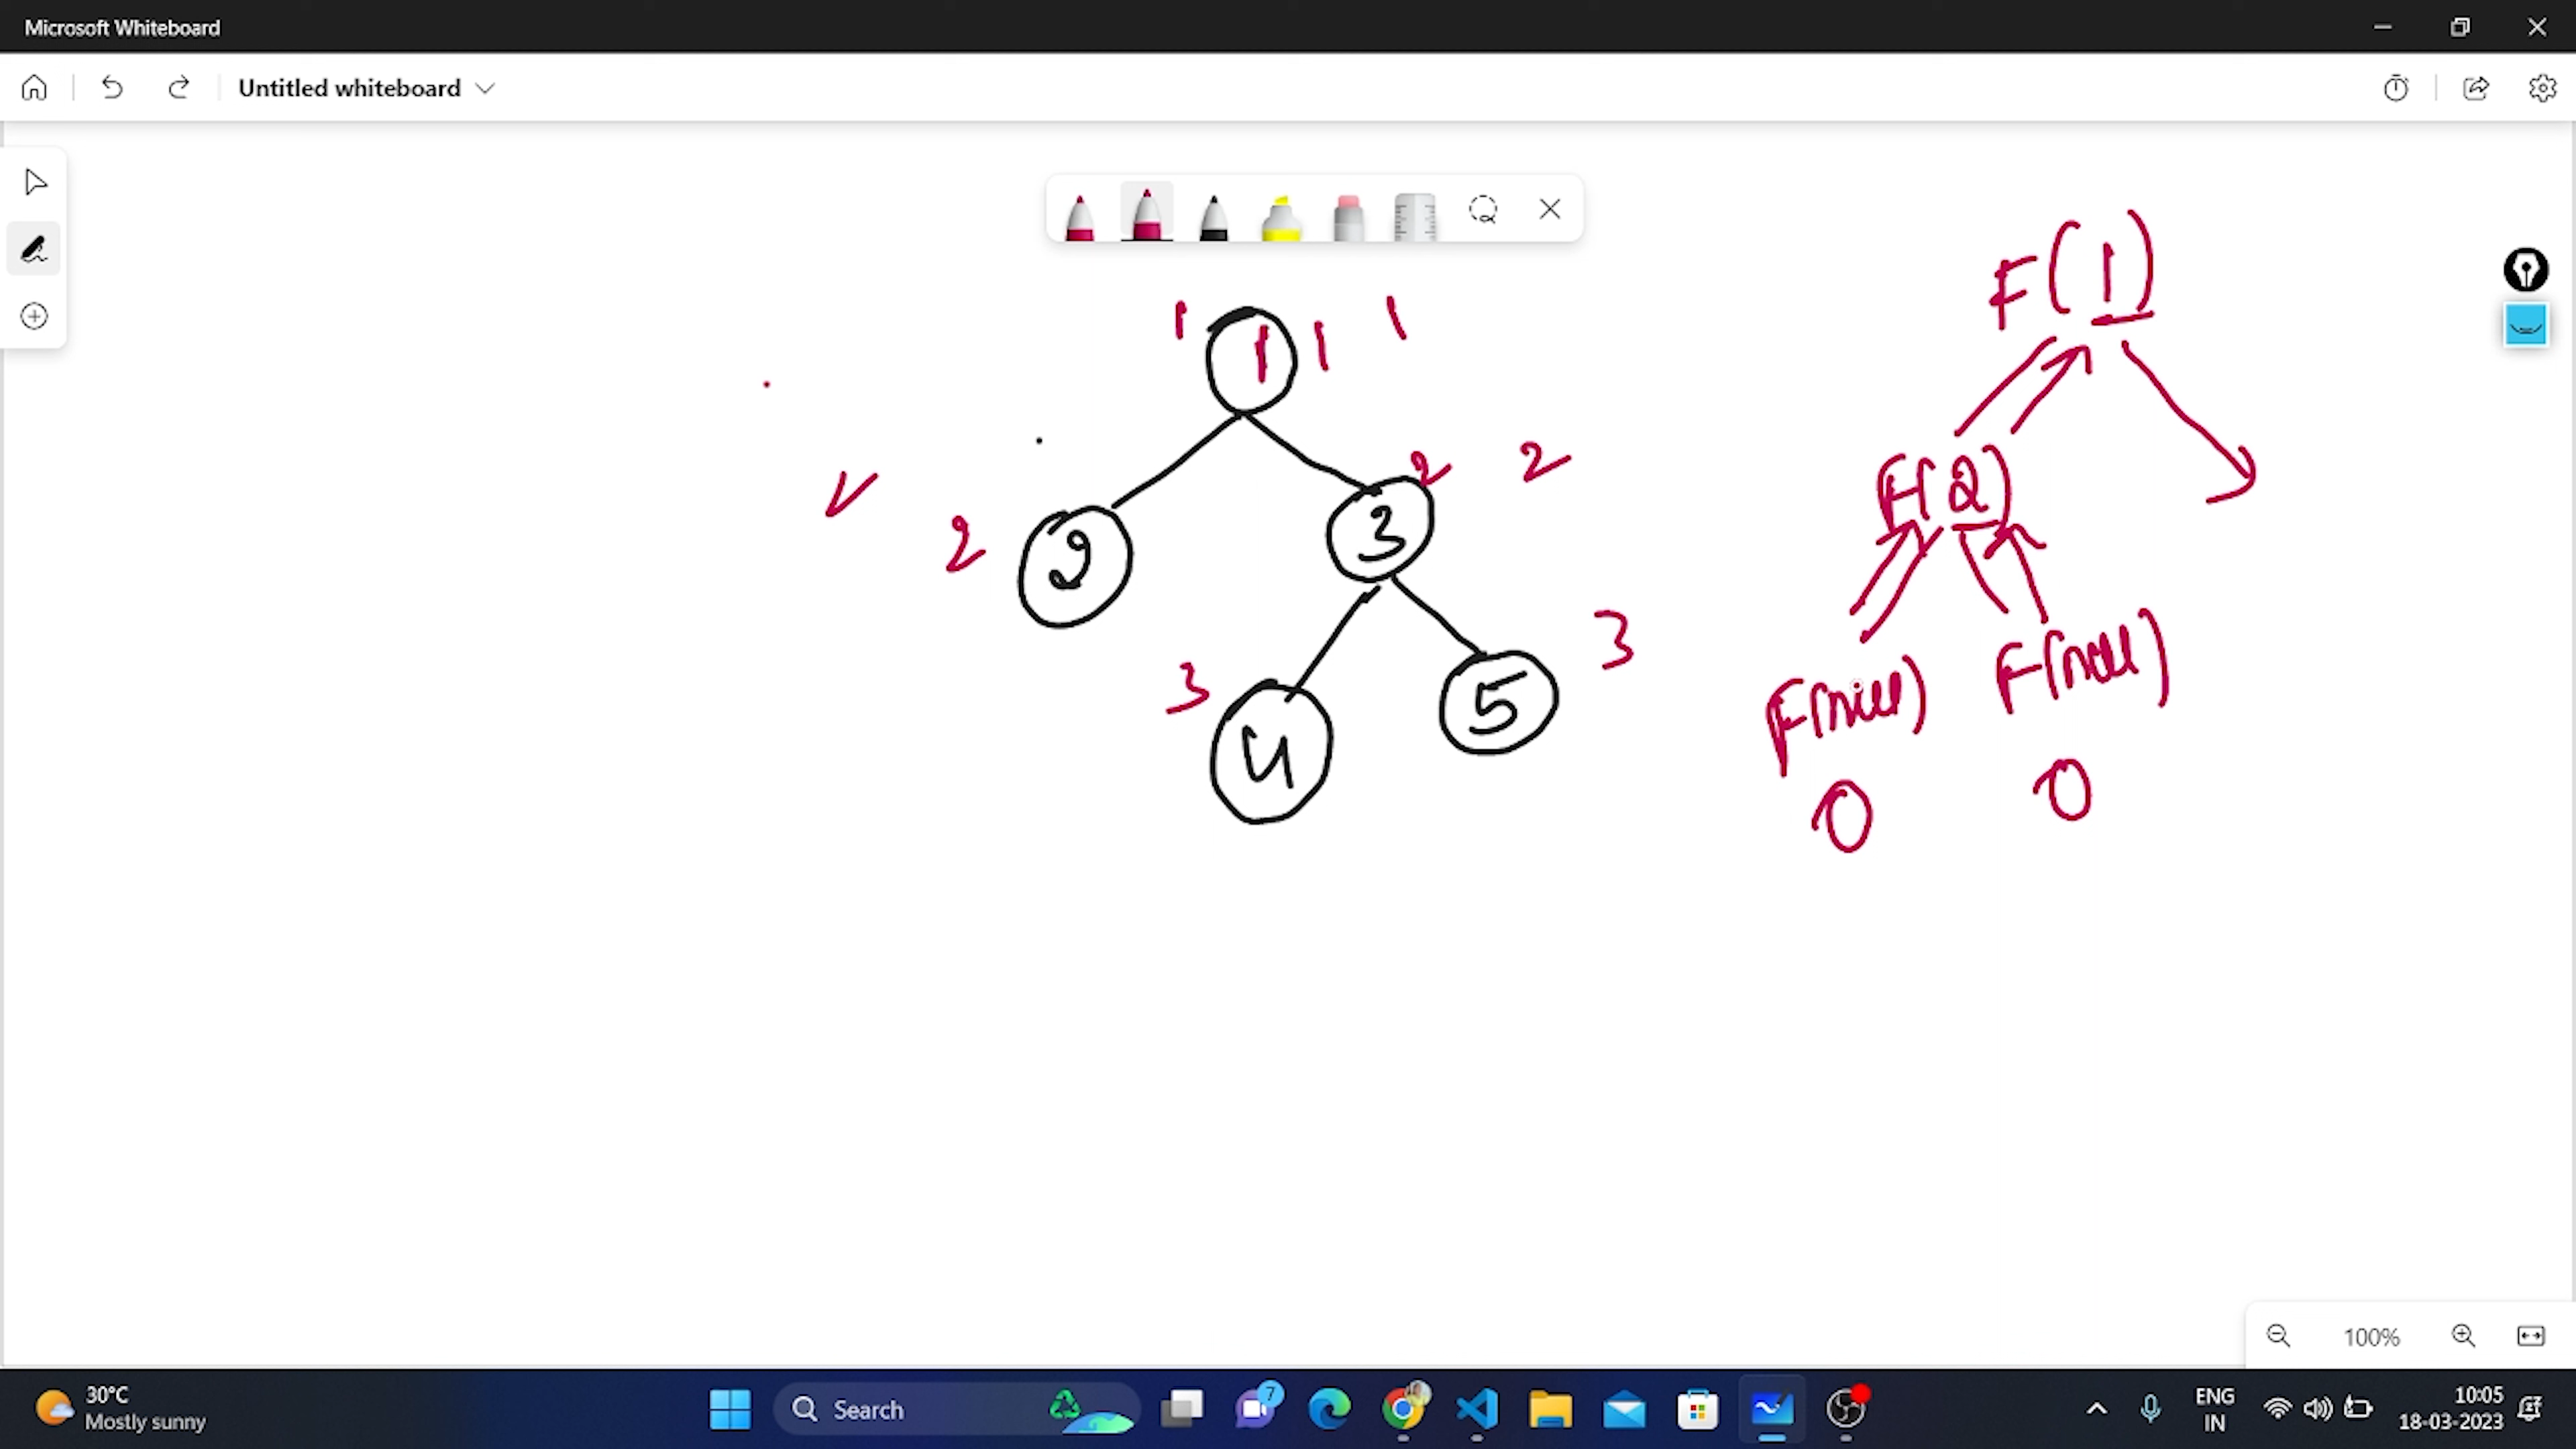 Microsoft Whiteboard
Untitled whiteboard
F(1)
1 1 1 1
F(2)
2 2
2 2 3
3 3
F(null) F(null)
4 5
0 0
100%
30°C
Mostly sunny
Search
7
ENG
IN
10:05
18-03-2023